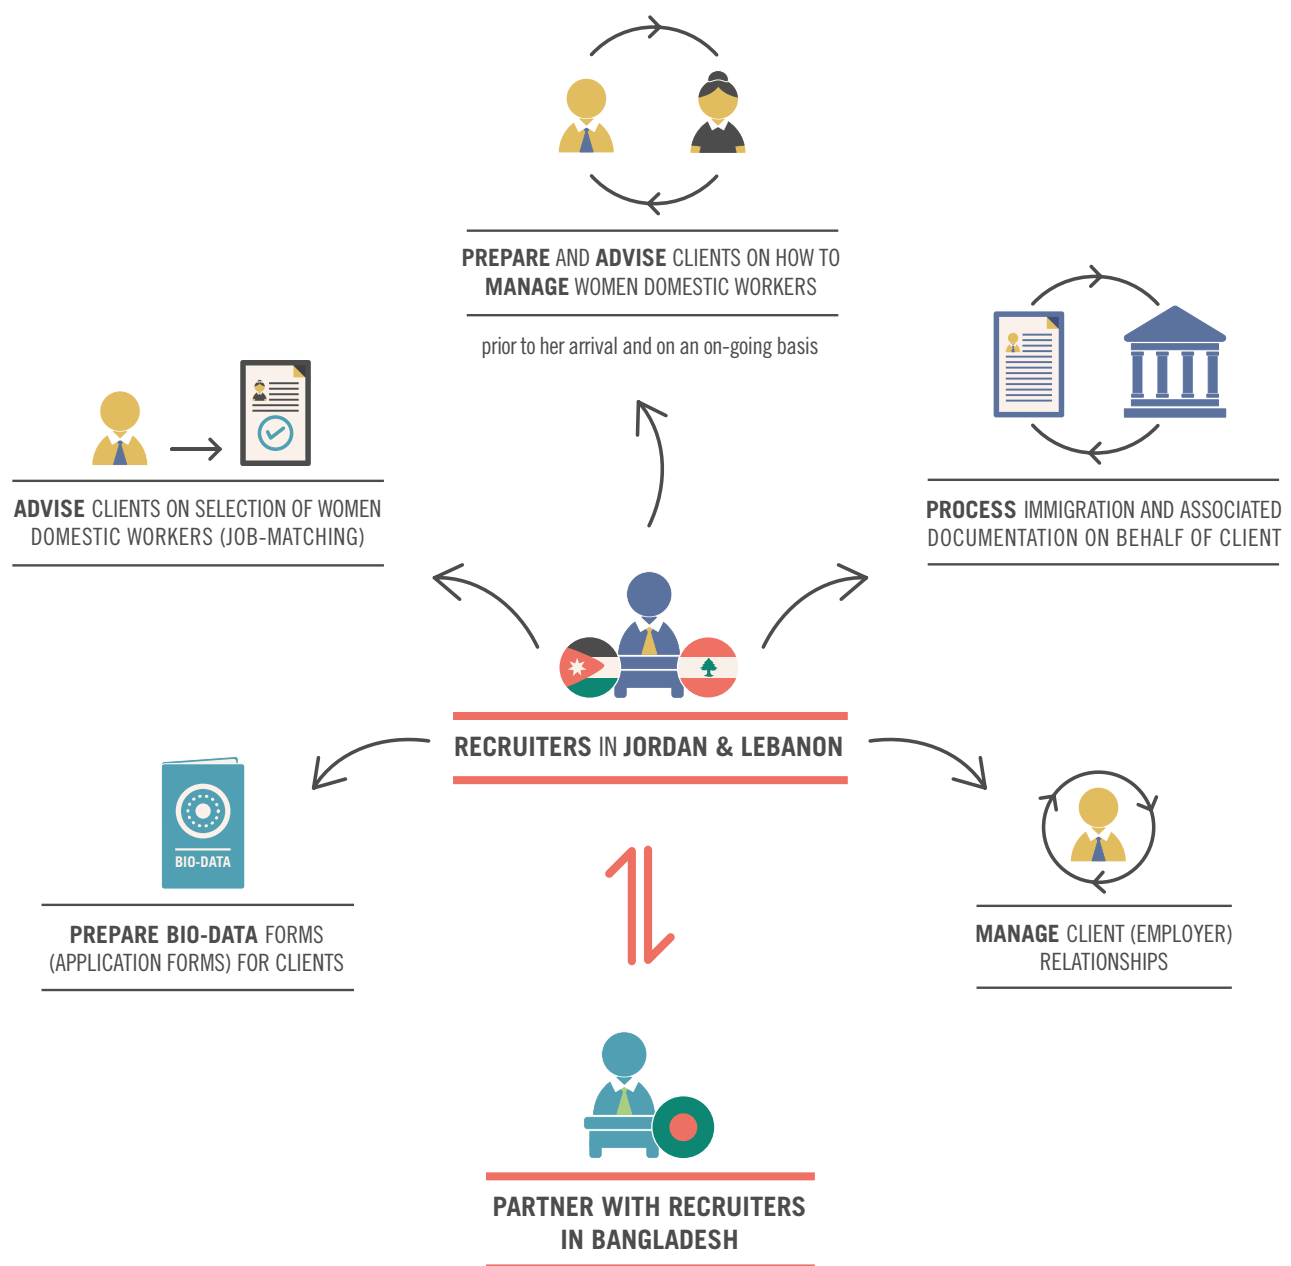 PREPARE AND ADVISE CLIENTS ON HOW TO
MANAGE WOMEN DOMESTIC WORKERS
prior to her arrival and on an on-going basis
ADVISE CLIENTS ON SELECTION OF WOMEN
DOMESTIC WORKERS (JOB-MATCHING)
PROCESS IMMIGRATION AND ASSOCIATED
DOCUMENTATION ON BEHALF OF CLIENT
RECRUITERS IN JORDAN & LEBANON
BIO-DATA
PREPARE BIO-DATA FORMS
(APPLICATION FORMS) FOR CLIENTS
MANAGE CLIENT (EMPLOYER)
RELATIONSHIPS
PARTNER WITH RECRUITERS
IN BANGLADESH